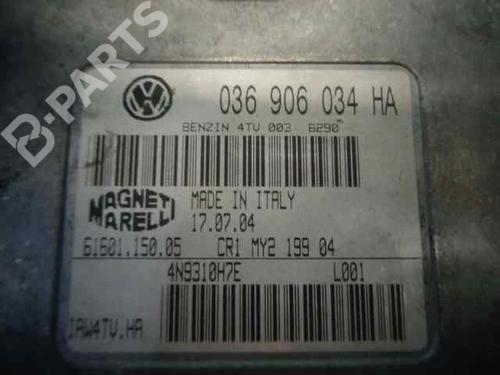 B-PARTS
VW
036 906 034 HA
BENZIN 4TV 003 6290
MAGNETI MARELLI
MADE IN ITALY
17.07.04
61601.150.05 CR1 MY2 199 04
4N9310H7E L001
IAW4TV.HA